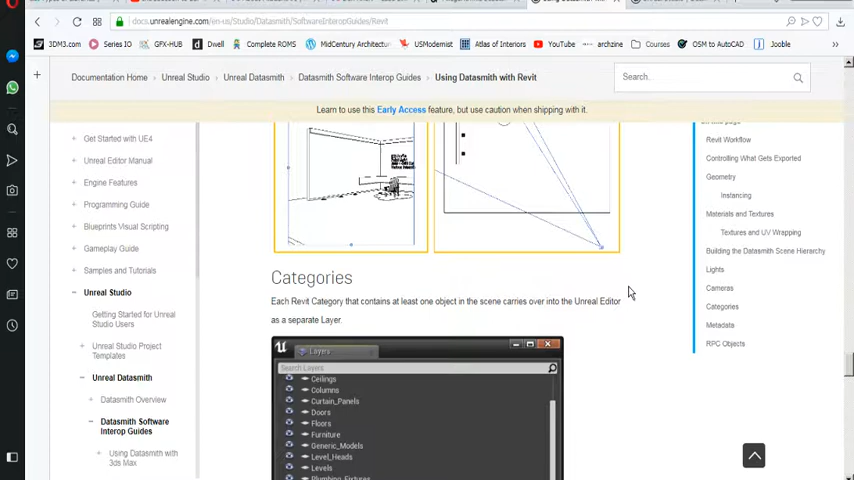 docs.unrealengine.com/en-us/Studio/Datasmith/SoftwareInteropGuides/Revit
3DM3.com
Series IO
GFX-HUB
Complete ROMS
MidCentury Architectu
USModernist
Atlas of Interiors
YouTube
archzine
Courses
OSM to AutoCAD
Jooble
Documentation Home
Unreal Studio
Unreal Datasmith
Datasmith Software Interop Guides
Using Datasmith with Revit
Search...
Learn to use this Early Access feature, but use caution when shipping with it.
Get Started with UE4
Unreal Editor Manual
Engine Features
Programming Guide
Blueprints Visual Scripting
Gameplay Guide
Samples and Tutorials
Unreal Studio
Getting Started for Unreal
Studio Users
Unreal Studio Project
Templates
Unreal Datasmith
Datasmith Overview
Datasmith Software
Interop Guides
Using Datasmith with
3ds Max
Categories
Each Revit Category that contains at least one object in the scene carries over into the Unreal Editor
as a separate Layer.
Layers
Search Layers
Ceilings
Columns
Curtain_Panels
Doors
Floors
Furniture
Generic_Models
Level_Heads
Levels
Plumbing_Fixtures
Revit Workflow
Controlling What Gets Exported
Geometry
Instancing
Materials and Textures
Textures and UV Wrapping
Building the Datasmith Scene Hierarchy
Lights
Cameras
Categories
Metadata
RPC Objects